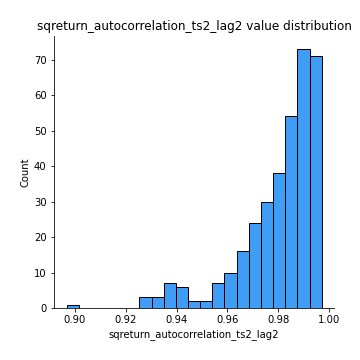 sqreturn_autocorrelation_ts2_lag2 value distribution
70
60
50
40
30
20
10
0
Count
0.90 0.92 0.94 0.96 0.98 1.00
sqreturn_autocorrelation_ts2_lag2